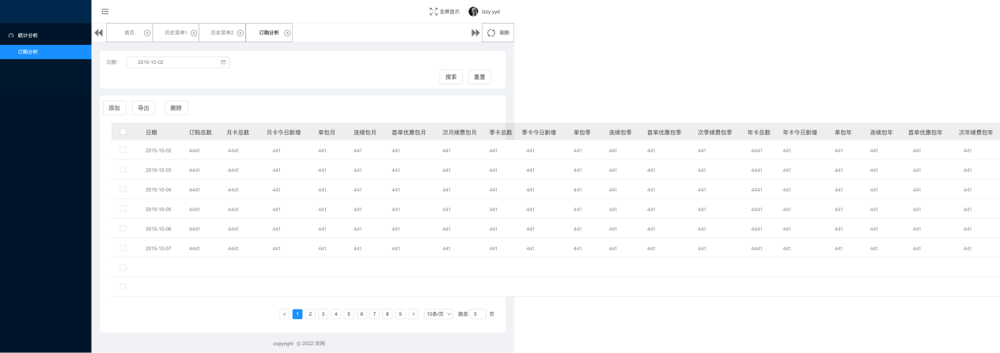 全屏显示 Izzy.yyd
统计分析
订购分析
首页 历史菜单1 历史菜单2 订购分析 刷新
日期: 2015-10-02
搜索 重置
添加 导出 删除
日期 订购总数 月卡总数 月卡今日新增 单包月 连续包月 首单优惠包月 次月续费包月 季卡总数 季卡今日新增 单包季 连续包季 首单优惠包季 次季续费包季 年卡总数 年卡今日新增 单包年 连续包年 首单优惠包年 次年续费包年
2015-10-02 4441 4441 441 441 441 441 441 441 441 441 441 441 441 4441 441 441 441 441 441
2015-10-03 4441 4441 441 441 441 441 441 441 441 441 441 441 441 4441 441 441 441 441 441
2015-10-04 4441 4441 441 441 441 441 441 441 441 441 441 441 441 4441 441 441 441 441 441
2015-10-05 4441 4441 441 441 441 441 441 441 441 441 441 441 441 4441 441 441 441 441 441
2015-10-06 4441 4441 441 441 441 441 441 441 441 441 441 441 441 4441 441 441 441 441 441
2015-10-07 4441 4441 441 441 441 441 441 441 441 441 441 441 441 4441 441 441 441 441 441
< 1 2 3 4 5 6 7 8 9 > 10条/页 跳至 5 页
copyright © 2022 欢网